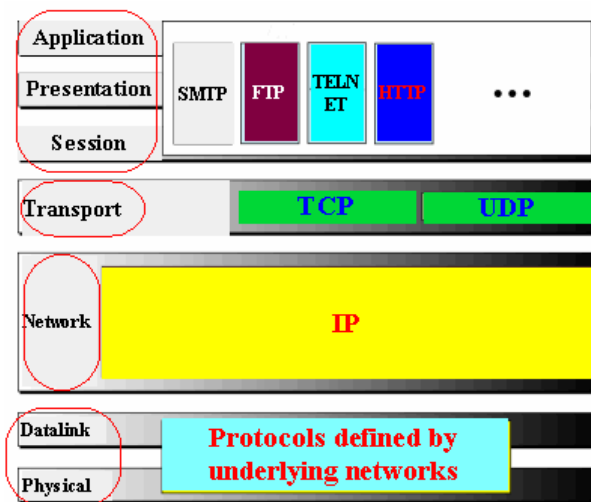 Application
Presentation
Session
SMTP
FTP
TELN
ET
HTTP
...
Transport
TCP
UDP
Network
IP
Datalink
Physical
Protocols defined by
underlying networks